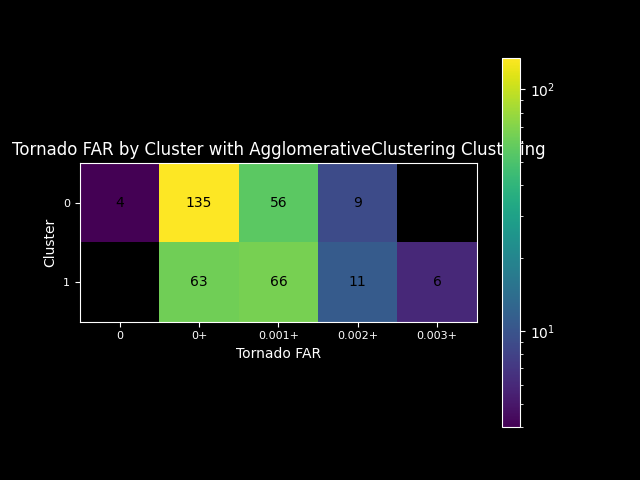 Tornado FAR by Cluster with AgglomerativeClustering Clustering
10²
0 4 135 56 9
Cluster
1 63 66 11 6
10¹
0 0+ 0.001+ 0.002+ 0.003+
Tornado FAR